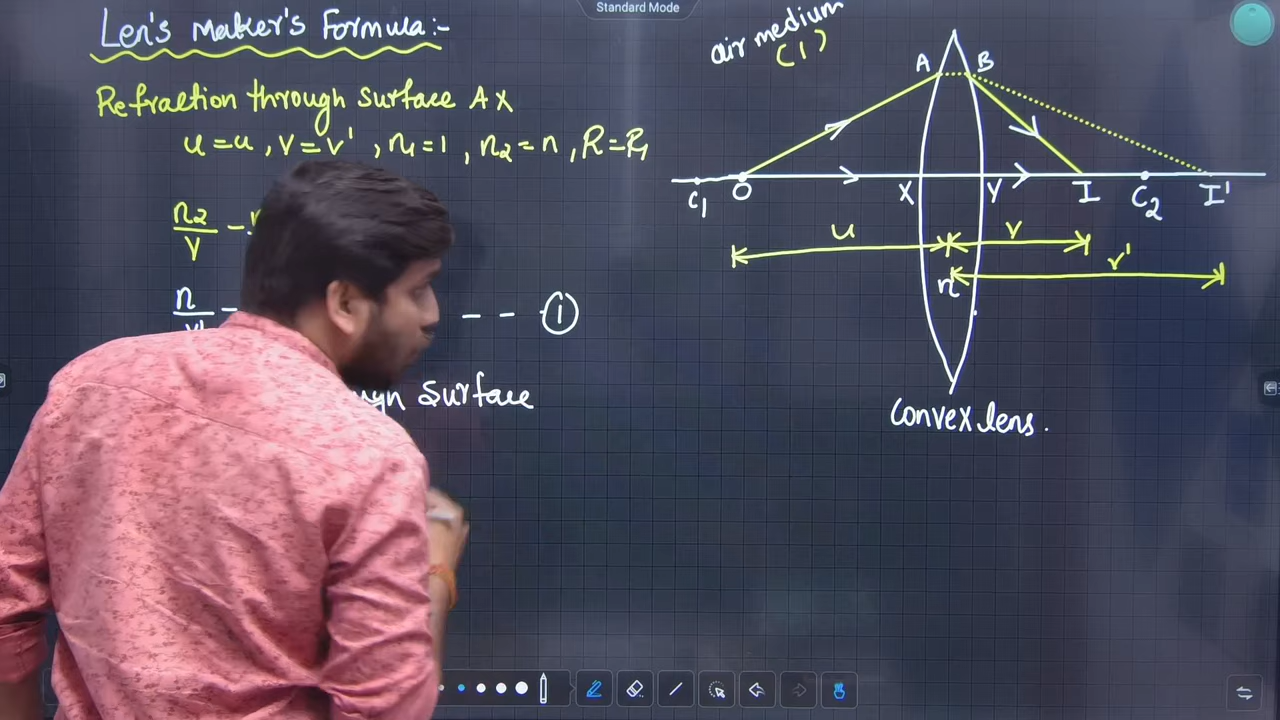 Standard Mode
Len's Maker's Formula:-
Refraction through surface AX
u=u, v=v', n₁=1, n₂=n, R=R₁
n₂/v -
n/v' -
--- ①
surface
air medium
(1)
A B
C₁ O X Y I C₂ I'
u v
v'
n
Convex lens.